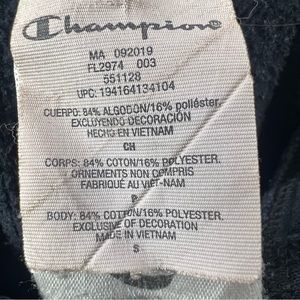 Champion
MA 092019
FL2974 003
551128
UPC: 194164134104
CUERPO: 84% ALGODON/16% poliéster.
EXCLUYENDO DECORACIÓN
HECHO EN VIETNAM
CH
CORPS: 84% COTON/16% POLYESTER.
ORNEMENTS NON COMPRIS
FABRIQUÉ AU VIET-NAM
P
BODY: 84% COTTON/16% POLYESTER.
EXCLUSIVE OF DECORATION
MADE IN VIETNAM
S